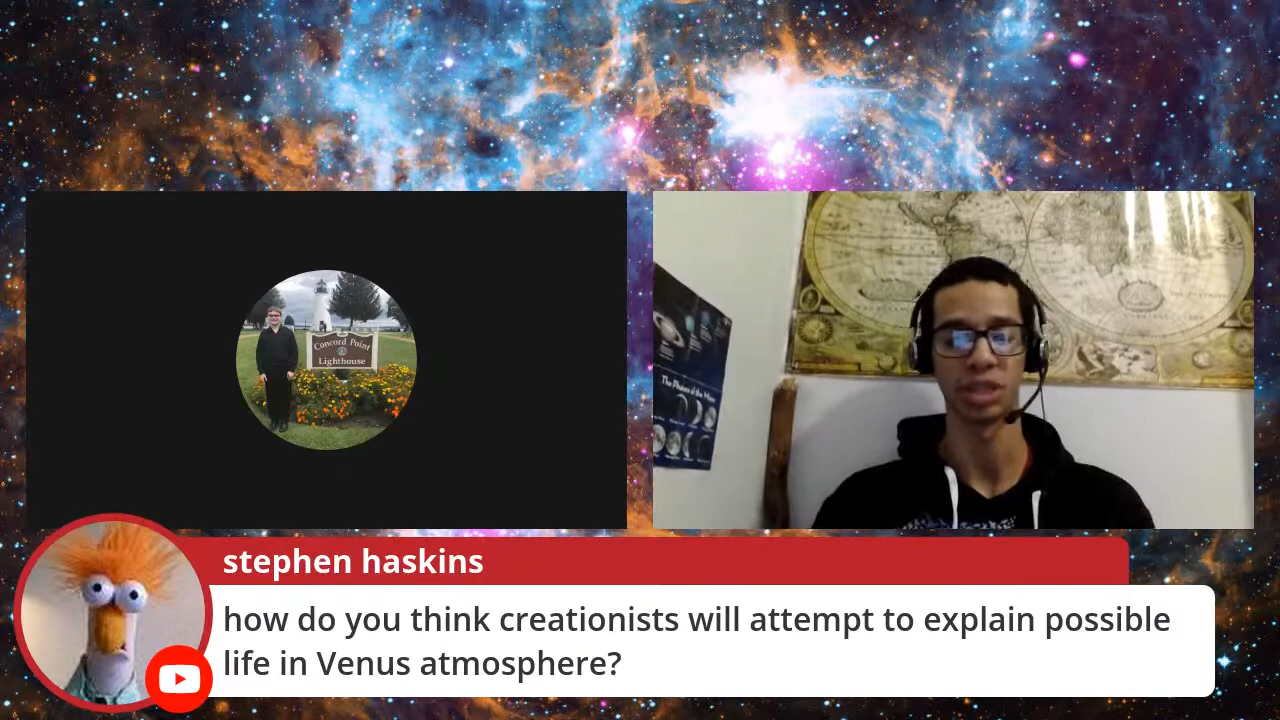 Concord Point
Lighthouse
The Phases of the Moon
stephen haskins
how do you think creationists will attempt to explain possible
life in Venus atmosphere?